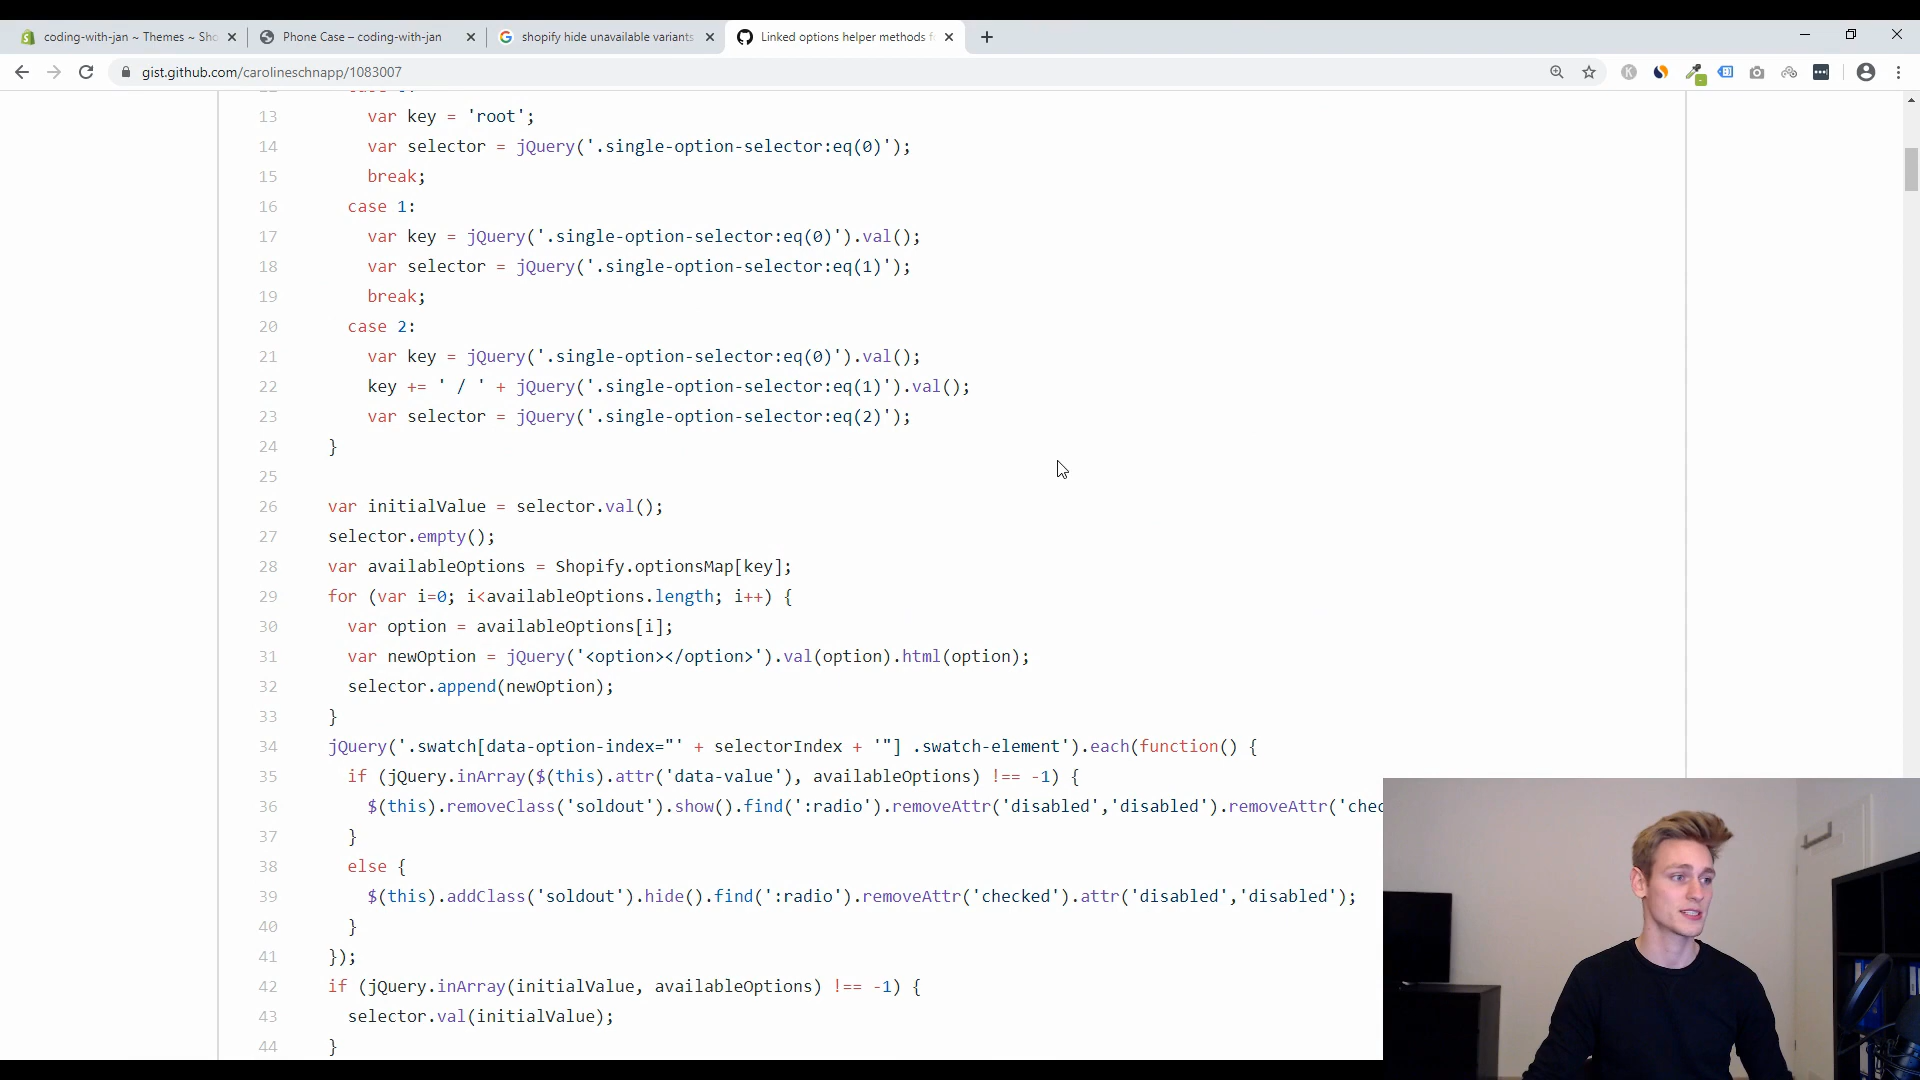 coding-with-jan ~ Themes ~ Sho
Phone Case – coding-with-jan
shopify hide unavailable variants
Linked options helper methods f
gist.github.com/carolineschnapp/1083007
13 var key = 'root';
14 var selector = jQuery('.single-option-selector:eq(0)');
15 break;
16 case 1:
17 var key = jQuery('.single-option-selector:eq(0)').val();
18 var selector = jQuery('.single-option-selector:eq(1)');
19 break;
20 case 2:
21 var key = jQuery('.single-option-selector:eq(0)').val();
22 key += ' / ' + jQuery('.single-option-selector:eq(1)').val();
23 var selector = jQuery('.single-option-selector:eq(2)');
24 }
25
26 var initialValue = selector.val();
27 selector.empty();
28 var availableOptions = Shopify.optionsMap[key];
29 for (var i=0; i<availableOptions.length; i++) {
30 var option = availableOptions[i];
31 var newOption = jQuery('<option></option>').val(option).html(option);
32 selector.append(newOption);
33 }
34 jQuery('.swatch[data-option-index="' + selectorIndex + '"] .swatch-element').each(function() {
35 if (jQuery.inArray($(this).attr('data-value'), availableOptions) !== -1) {
36 $(this).removeClass('soldout').show().find(':radio').removeAttr('disabled','disabled').removeAttr('chec
37 }
38 else {
39 $(this).addClass('soldout').hide().find(':radio').removeAttr('checked').attr('disabled','disabled');
40 }
41 });
42 if (jQuery.inArray(initialValue, availableOptions) !== -1) {
43 selector.val(initialValue);
44 }